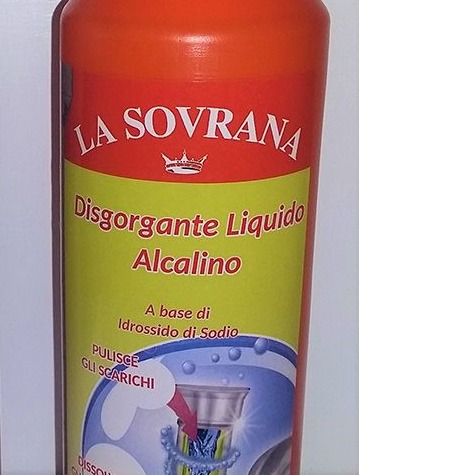 LA SOVRANA
Disgorgante Liquido
Alcalino
A base di
Idrossido di Sodio
PULISCE
GLI SCARICHI